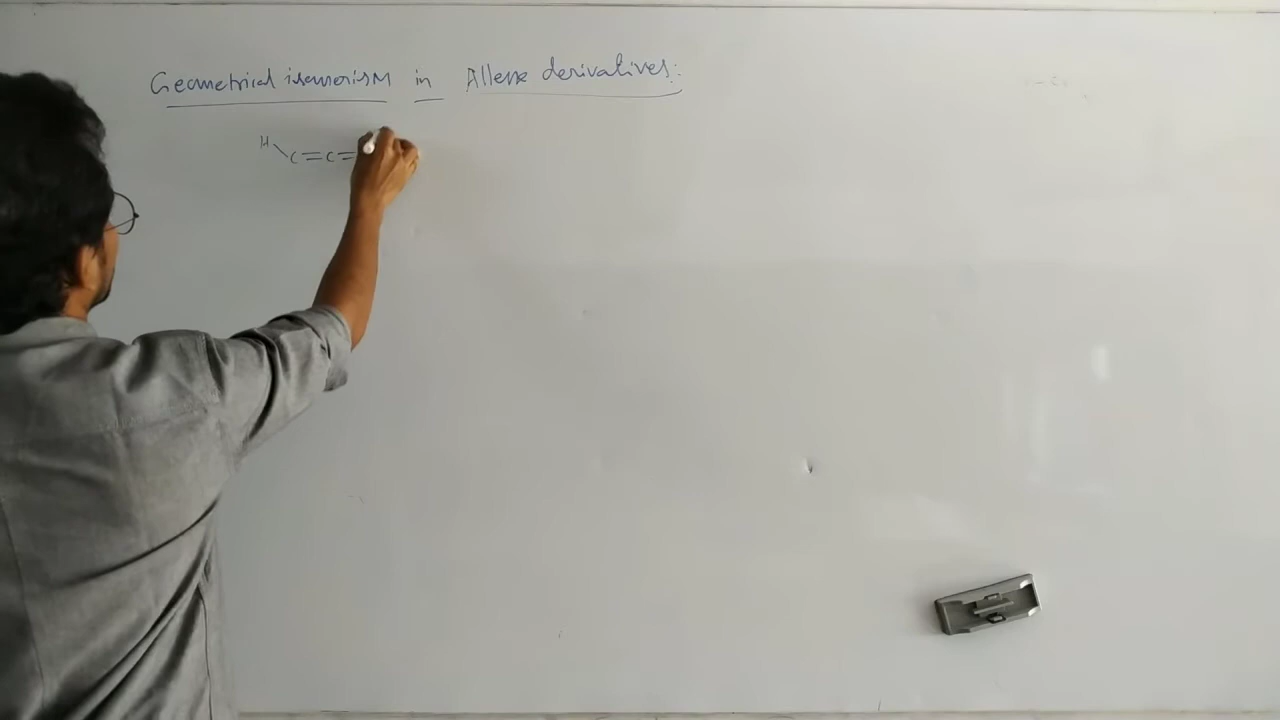 Geometrical isomerism in Allene derivatives:
H
C=C=